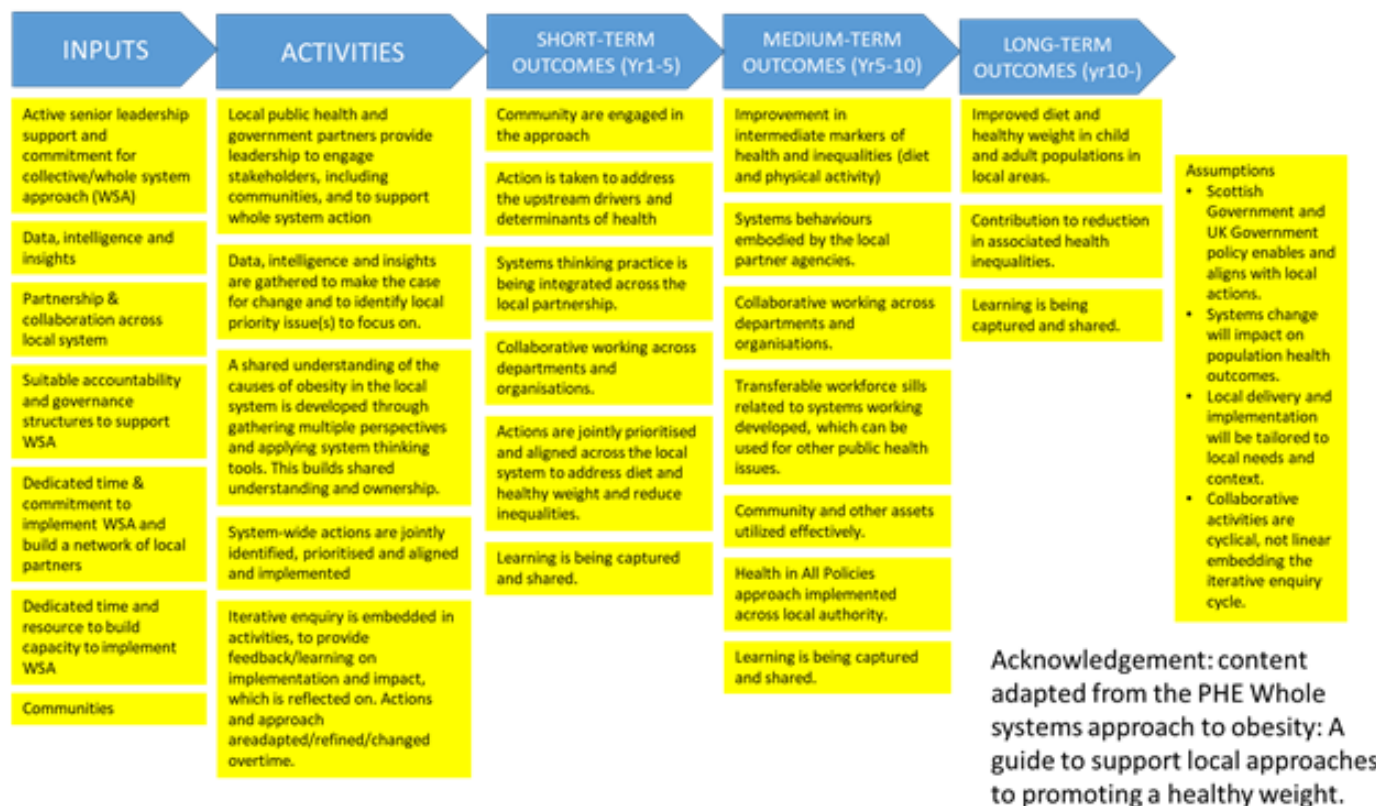 INPUTS
Active senior leadership
support and
commitment for
collective/whole system
approach (WSA)
Data, intelligence and
insights
Partnership &
collaboration across
local system
Suitable accountability
and governance
structures to support
WSA
Dedicated time &
commitment to
implement WSA and
build a network of local
partners
Dedicated time and
resource to build
capacity to implement
WSA
Communities
ACTIVITIES
Local public health and
government partners provide
leadership to engage
stakeholders, including
communities, and to support
whole system action
Data, intelligence and insights
are gathered to make the case
for change and to identify local
priority issue(s) to focus on.
A shared understanding of the
causes of obesity in the local
system is developed through
gathering multiple perspectives
and applying system thinking
tools. This builds shared
understanding and ownership.
System-wide actions are jointly
identified, prioritised and aligned
and implemented
Iterative enquiry is embedded in
activities, to provide
feedback/learning on
implementation and impact,
which is reflected on. Actions
and approach
areadapted/refined/changed
overtime.
SHORT-TERM
OUTCOMES (Yr1-5)
Community are engaged in
the approach
Action is taken to address
the upstream drivers and
determinants of health
Systems thinking practice is
being integrated across the
local partnership.
Collaborative working across
departments and
organisations.
Actions are jointly prioritised
and aligned across the local
system to address diet and
healthy weight and reduce
inequalities.
Learning is being captured
and shared.
MEDIUM-TERM
OUTCOMES (Yr5-10)
Improvement in
intermediate markers of
health and inequalities (diet
and physical activity)
Systems behaviours
embodied by the local
partner agencies.
Collaborative working across
departments and
organisations.
Transferable workforce sills
related to systems working
developed, which can be
used for other public health
issues.
Community and other assets
utilized effectively.
Health in All Policies
approach implemented
across local authority.
Learning is being captured
and shared.
LONG-TERM
OUTCOMES (yr10-)
Improved diet and
healthy weight in child
and adult populations in
local areas.
Contribution to reduction
in associated health
inequalities.
Learning is being
captured and shared.
Assumptions
• Scottish
Government and
UK Government
policy enables and
aligns with local
actions.
• Systems change
will impact on
population health
outcomes.
• Local delivery and
implementation
will be tailored to
local needs and
context.
• Collaborative
activities are
cyclical, not linear
embedding the
iterative enquiry
cycle.
Acknowledgement: content
adapted from the PHE Whole
systems approach to obesity: A
guide to support local approaches
to promoting a healthy weight.